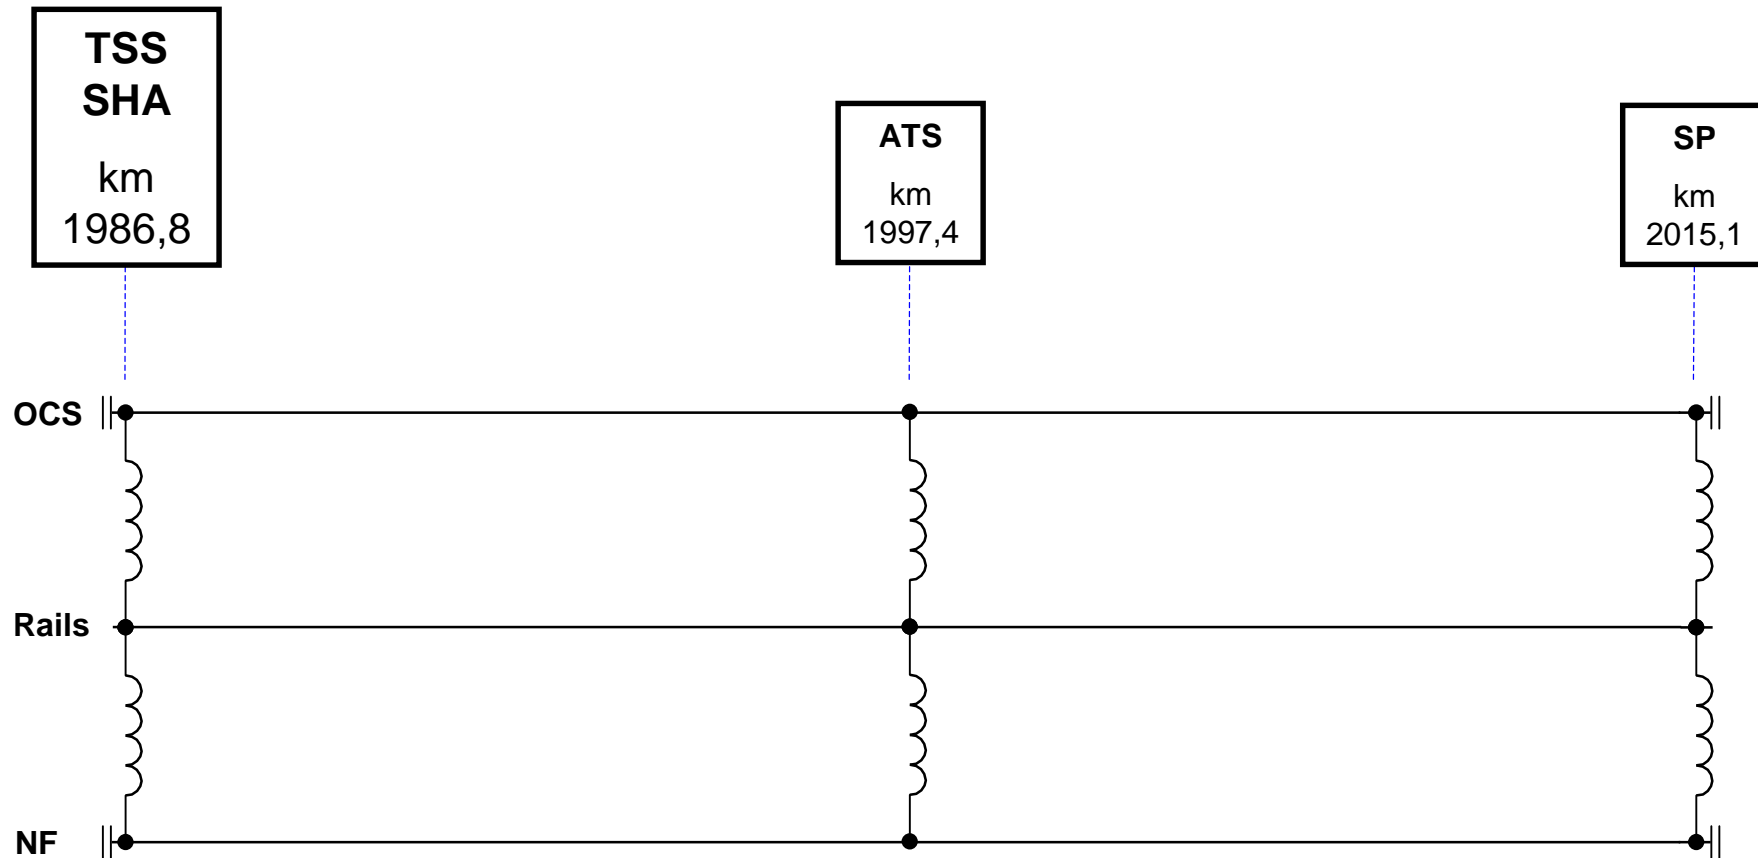 TSS
SHA
km
1986,8
ATS
km
1997,4
SP
km
2015,1
OCS
Rails
NF